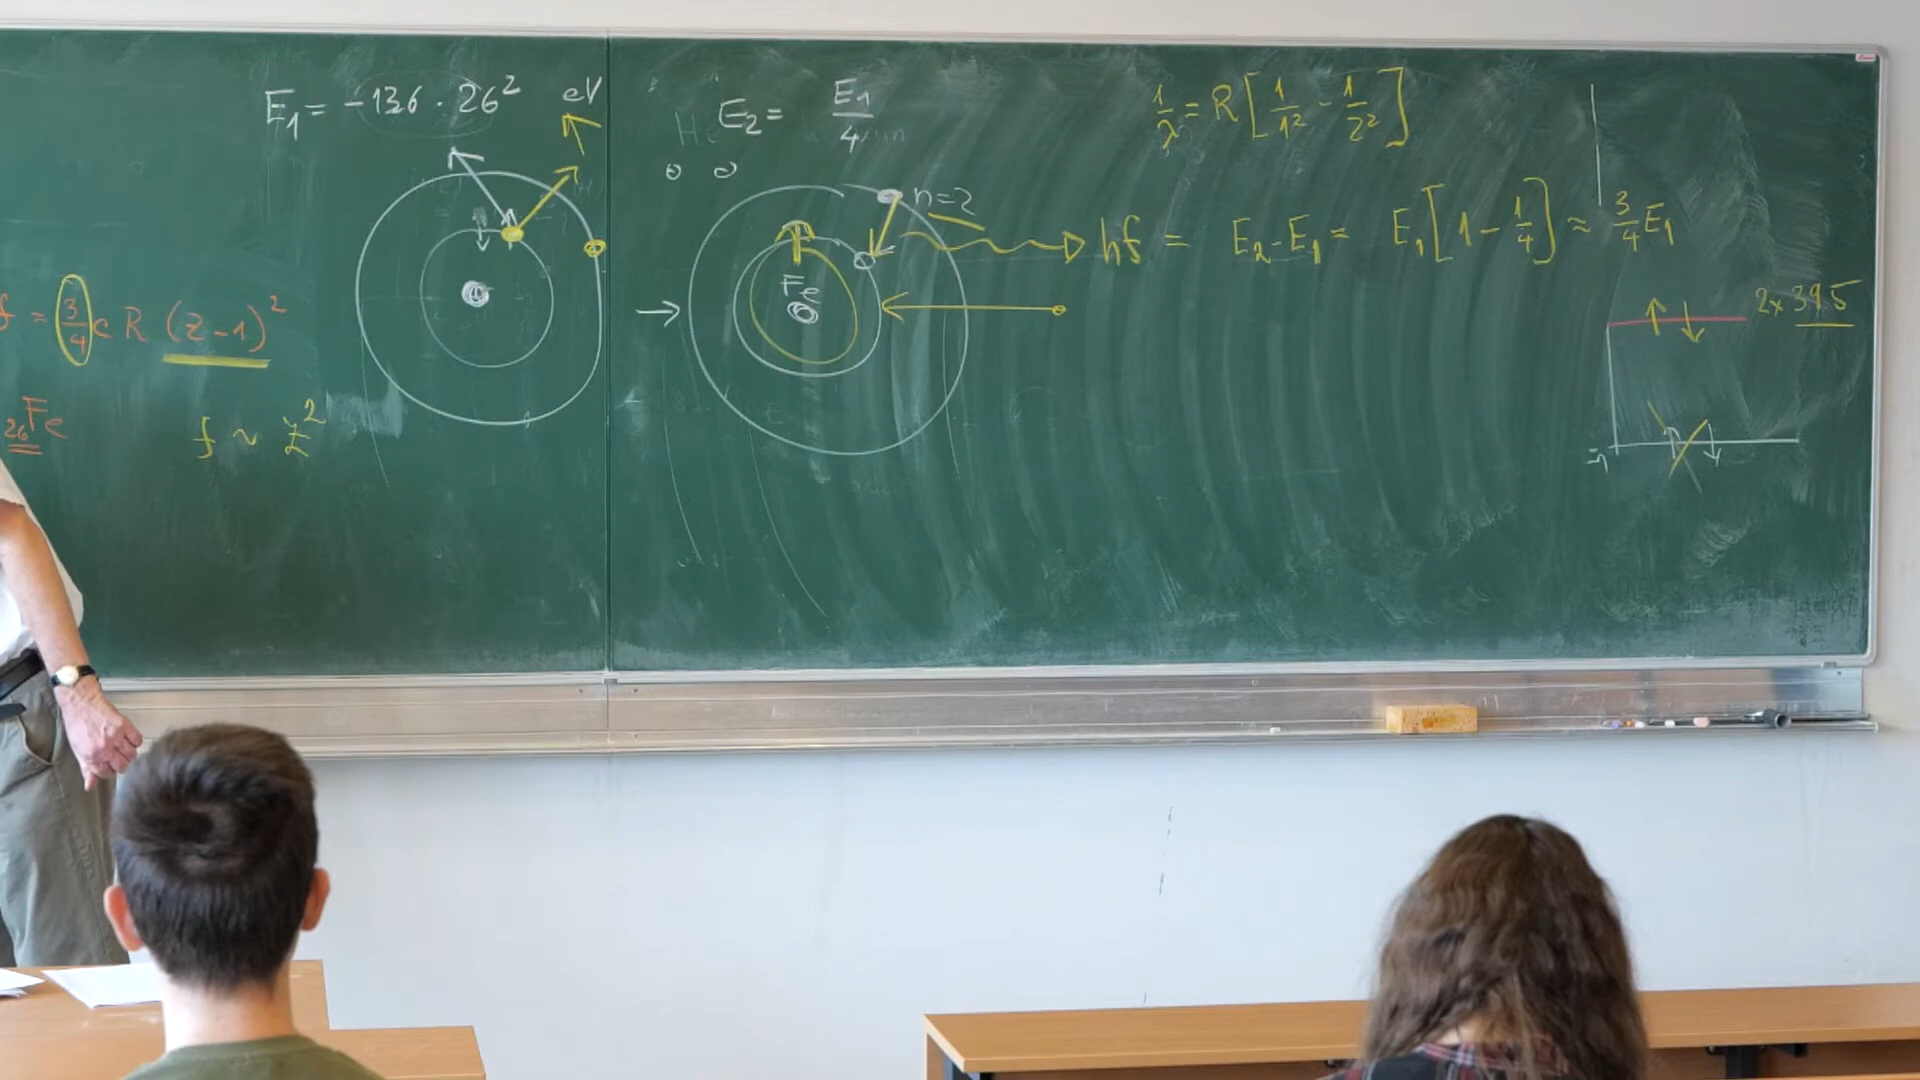 E₁ = -13.6 · 26² eV
f = 3/4 c R (z-1)²
₂₆Fe
f ~ Z²
E₂ = E₁/4
n=2
Fe
1/λ = R[1/1² - 1/2²]
hf = E₂-E₁ = E₁[1 - 1/4] ≈ 3/4 E₁
2x 39.5